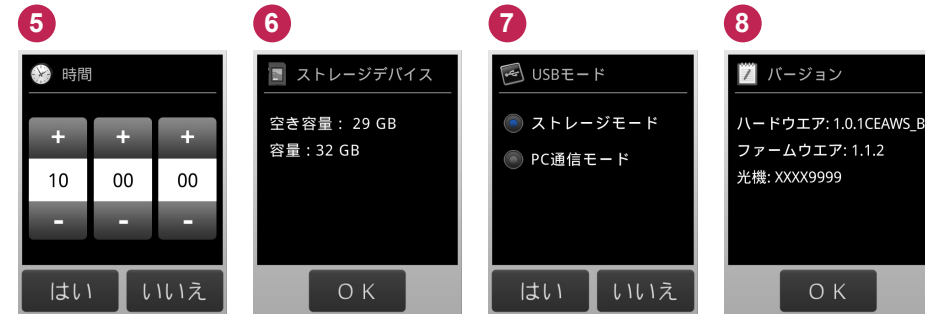 5
時間
+ + +
10 00 00
- - -
はい いいえ
6
ストレージデバイス
空き容量： 29 GB
容量：32 GB
O K
7
USBモード
ストレージモード
PC通信モード
はい いいえ
8
バージョン
ハードウエア: 1.0.1CEAWS_B
ファームウエア: 1.1.2
光機: XXXX9999
O K